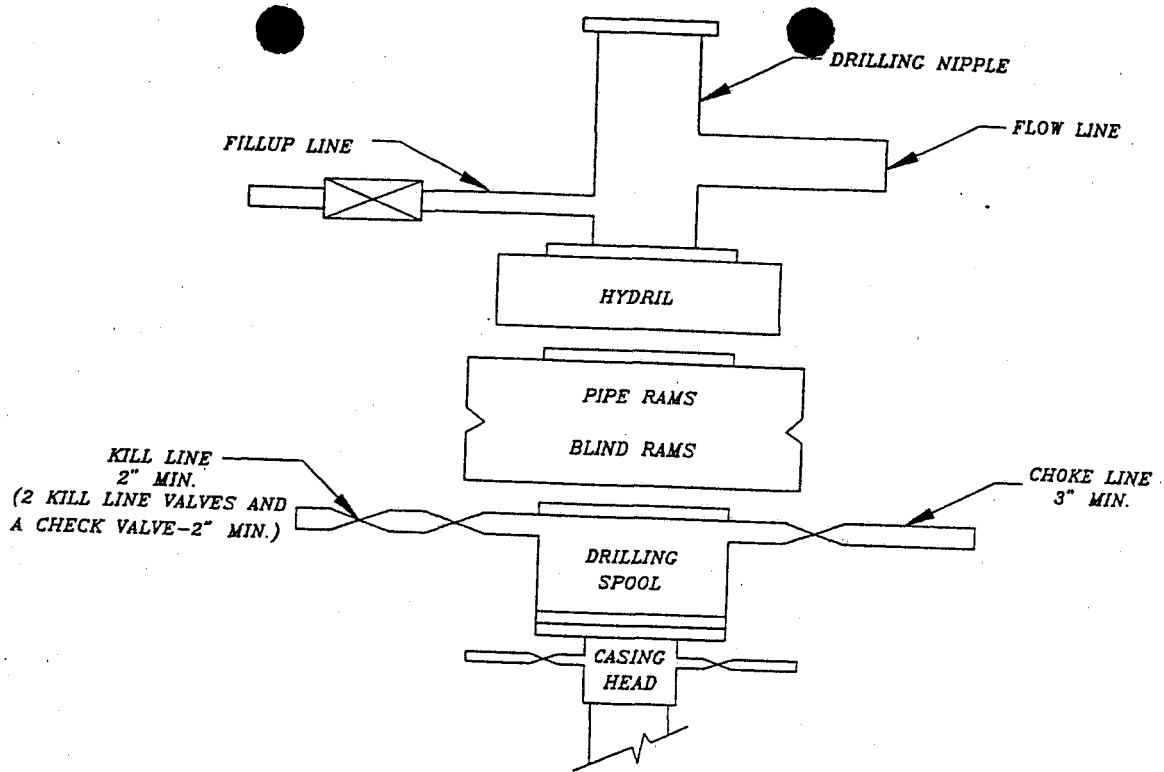 DRILLING NIPPLE
FLOW LINE
FILLUP LINE
HYDRIL
PIPE RAMS
BLIND RAMS
KILL LINE
2" MIN.
(2 KILL LINE VALVES AND
A CHECK VALVE-2" MIN.)
CHOKE LINE
3" MIN.
DRILLING
SPOOL
CASING
HEAD